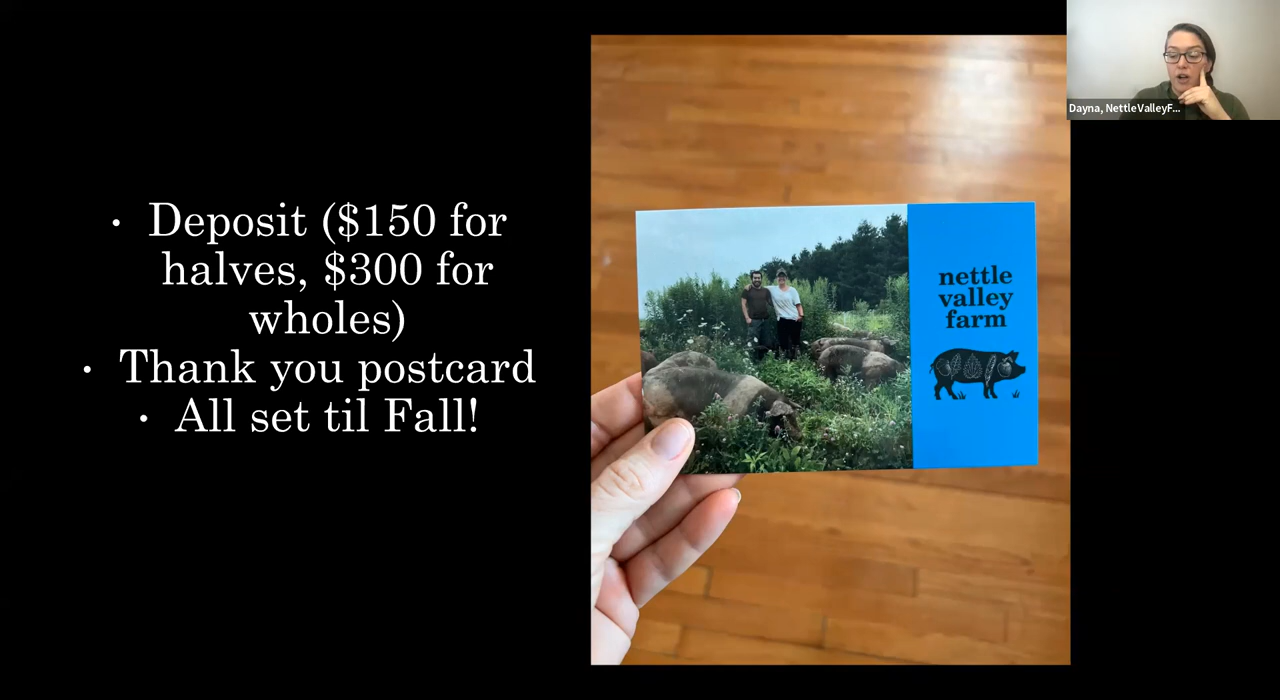 • Deposit ($150 for
halves, $300 for
wholes)
• Thank you postcard
• All set til Fall!
nettle
valley
farm
Dayna, NettleValleyF...